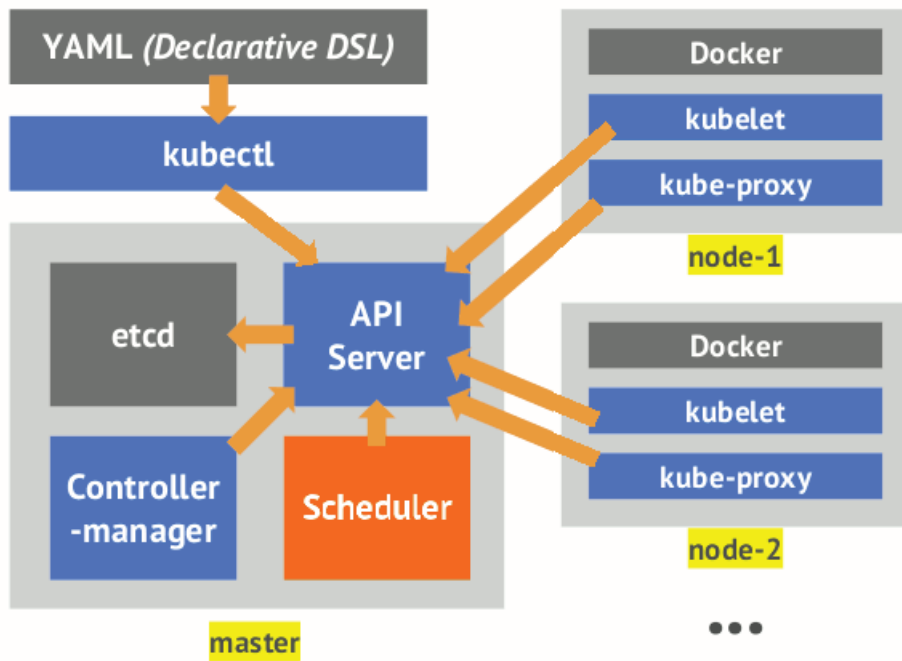 YAML (Declarative DSL)
kubectl
etcd
API
Server
Controller
-manager
Scheduler
master
Docker
kubelet
kube-proxy
node-1
Docker
kubelet
kube-proxy
node-2
...